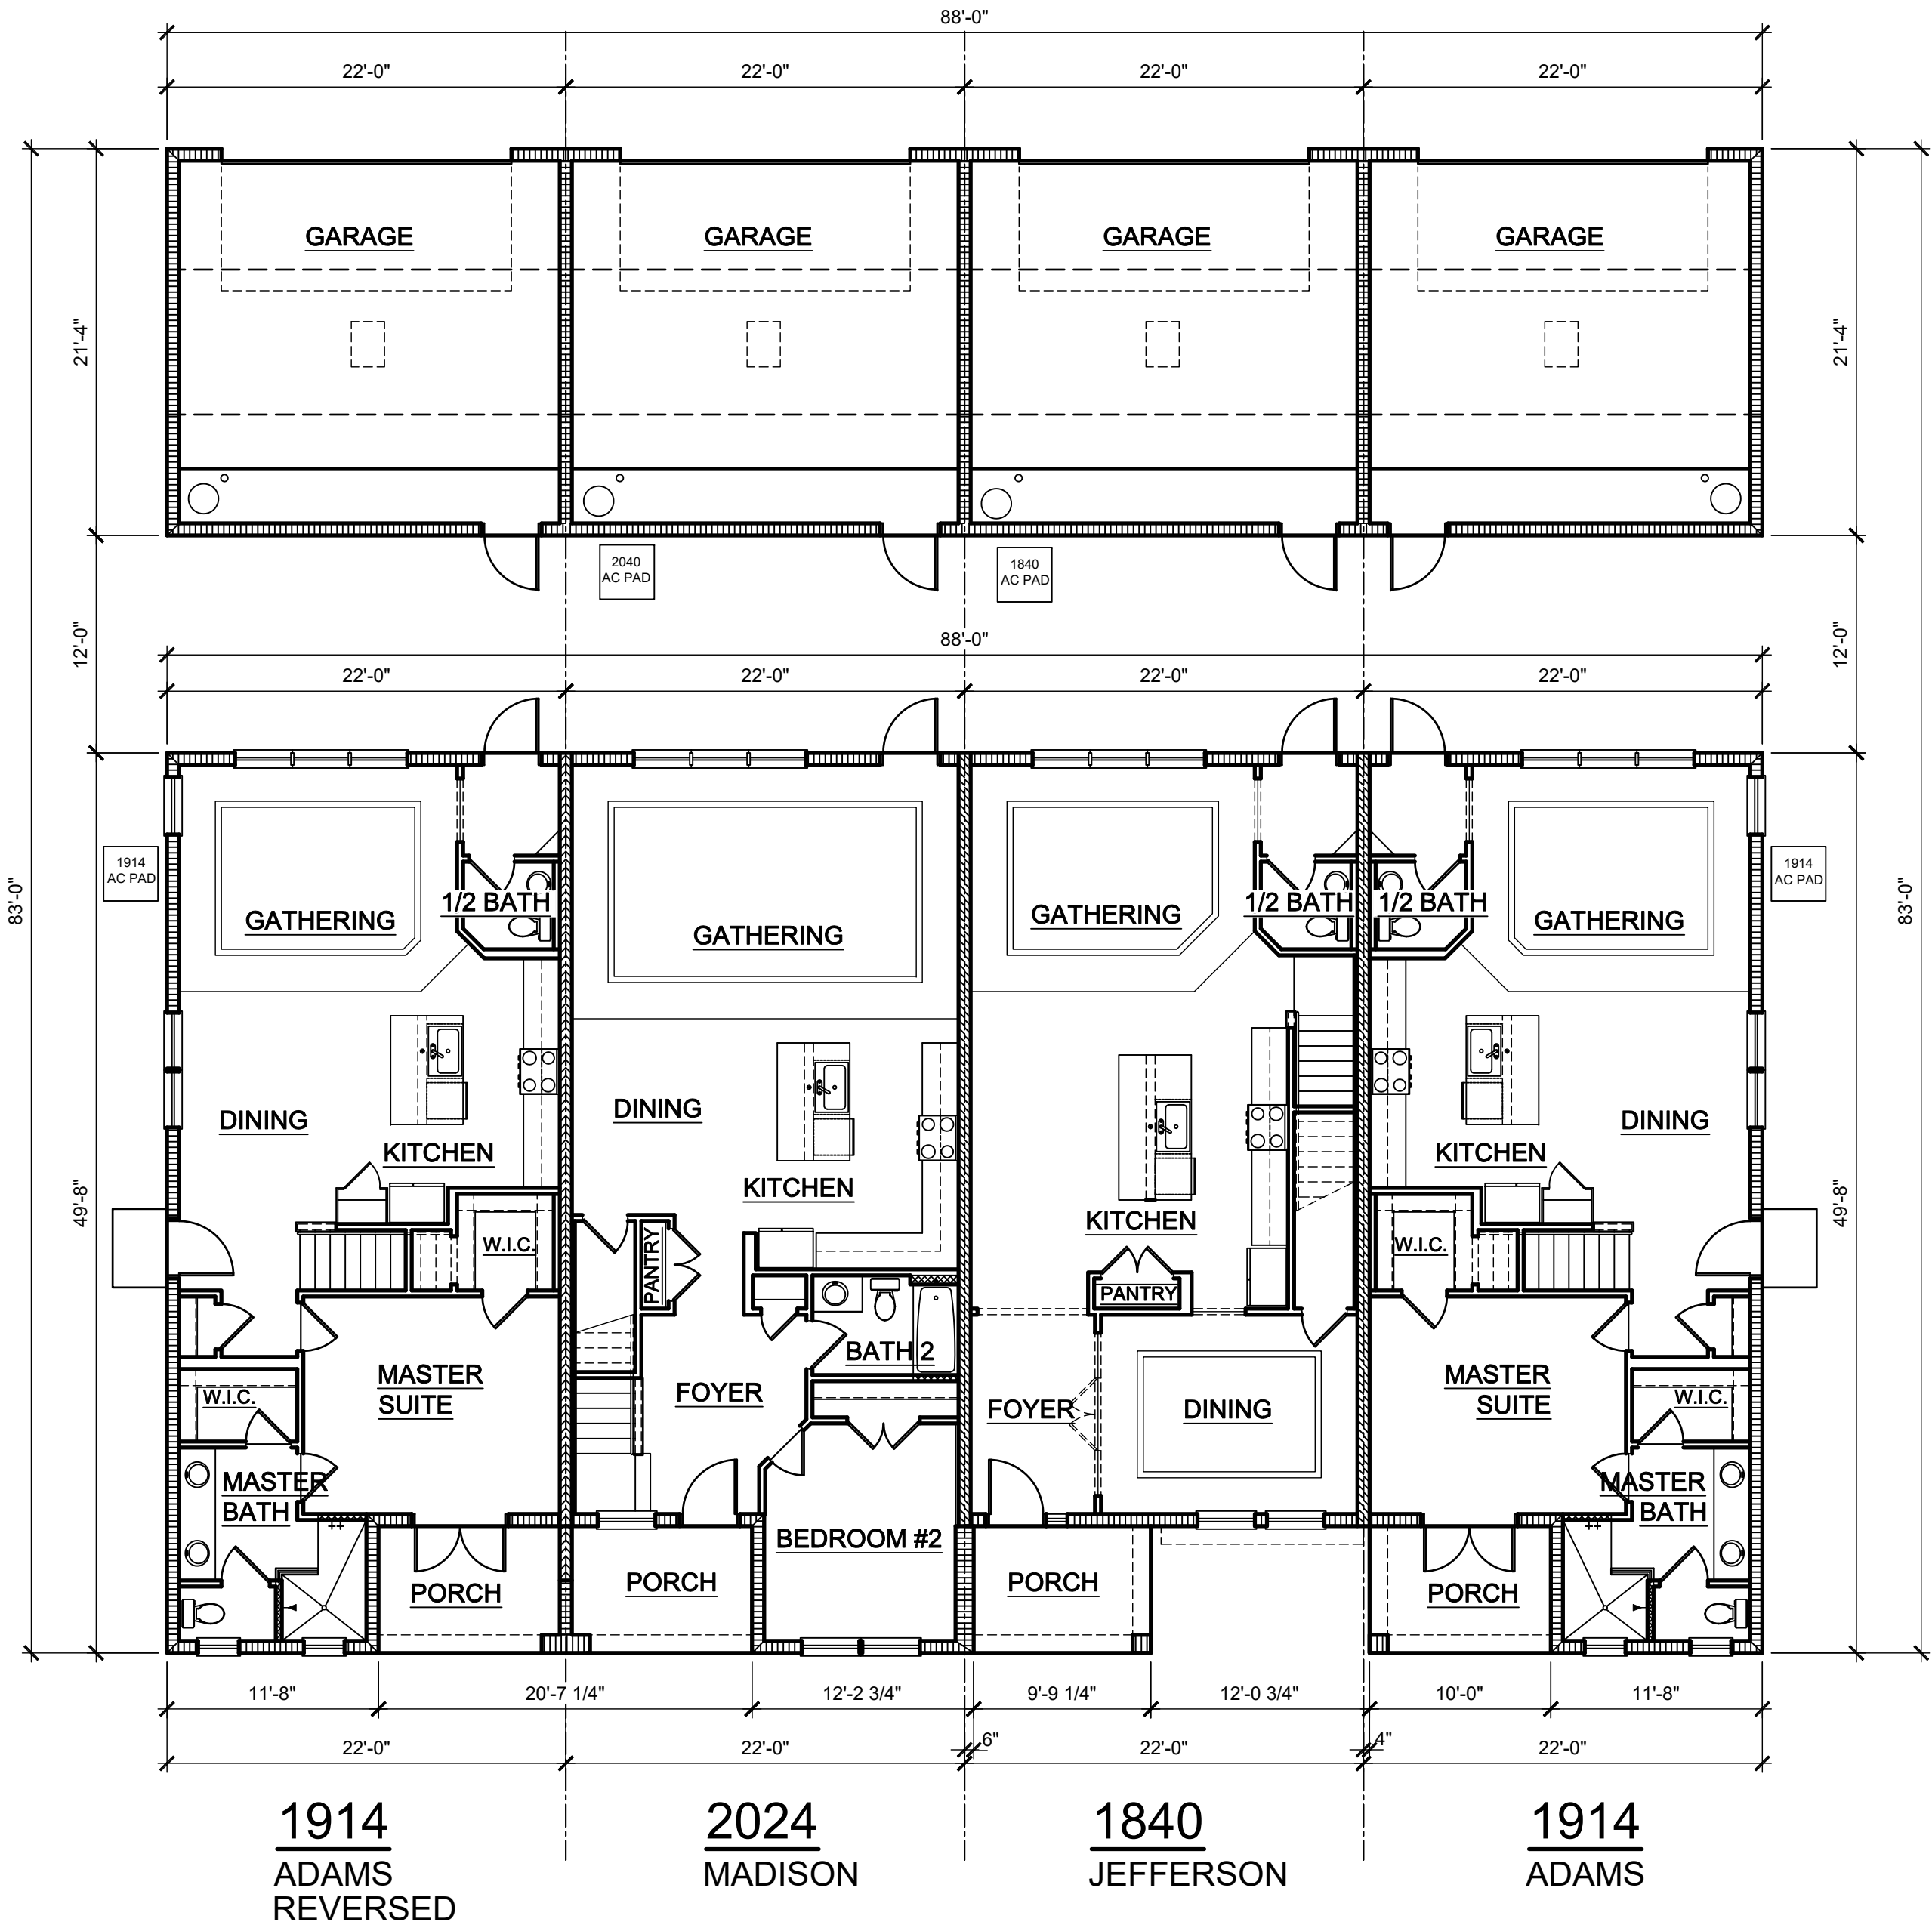 88'-0"
22'-0" 22'-0" 22'-0" 22'-0"
GARAGE GARAGE GARAGE GARAGE
21'-4" 21'-4"
2040
AC PAD
1840
AC PAD
12'-0" 12'-0"
88'-0"
22'-0" 22'-0" 22'-0" 22'-0"
83'-0" 83'-0"
1914
AC PAD
1914
AC PAD
1/2 BATH 1/2 BATH 1/2 BATH
GATHERING GATHERING GATHERING GATHERING
DINING DINING DINING
KITCHEN KITCHEN KITCHEN KITCHEN
49'-8" 49'-8"
W.I.C. PANTRY W.I.C.
PANTRY
BATH 2
MASTER
SUITE
FOYER FOYER DINING
MASTER
SUITE
W.I.C. W.I.C.
MASTER
BATH
MASTER
BATH
BEDROOM #2
PORCH PORCH PORCH PORCH
11'-8" 20'-7 1/4" 12'-2 3/4" 9'-9 1/4" 12'-0 3/4" 10'-0" 11'-8"
6" 4"
22'-0" 22'-0" 22'-0" 22'-0"
1914
ADAMS
REVERSED
2024
MADISON
1840
JEFFERSON
1914
ADAMS